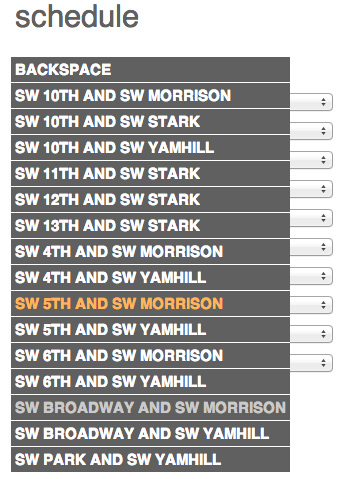 schedule
BACKSPACE
SW 10TH AND SW MORRISON
SW 10TH AND SW STARK
SW 10TH AND SW YAMHILL
SW 11TH AND SW STARK
SW 12TH AND SW STARK
SW 13TH AND SW STARK
SW 4TH AND SW MORRISON
SW 4TH AND SW YAMHILL
SW 5TH AND SW MORRISON
SW 5TH AND SW YAMHILL
SW 6TH AND SW MORRISON
SW 6TH AND SW YAMHILL
SW BROADWAY AND SW MORRISON
SW BROADWAY AND SW YAMHILL
SW PARK AND SW YAMHILL